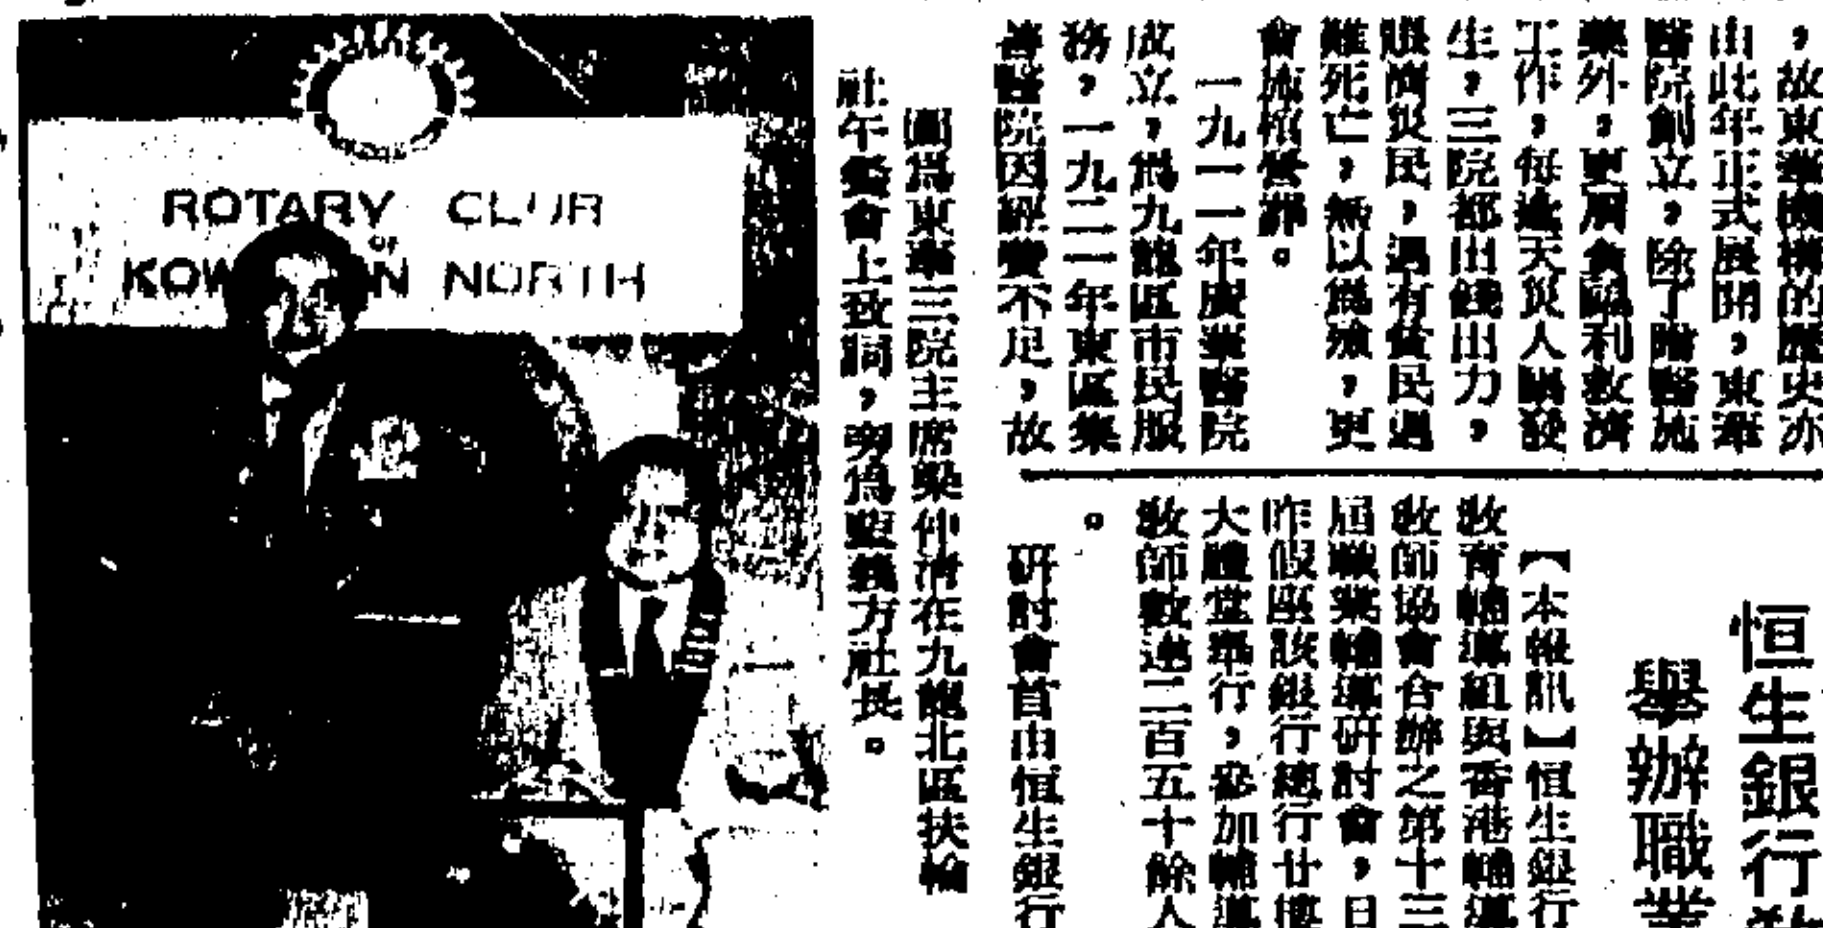 ，故東華機構的歷史亦
由此年正式展開，東華
醫院創立，除了贈醫施
藥外，更屑貧賑利救濟
工作，每逢天災人禍發
生，三院都出錢出力，
賑濟災民，遇有貧民遇
難死亡，無以為殮，更
會施棺營葬。
一九一一年廣華醫院
成立，為九龍區市民服
務，一九二一年東區集
善醫院因經費不足，故
圖為東華三院主席梁仲清在九龍北區扶輪
社午餐會上致詞，旁為藍義方社長。
ROTARY CLUB
OF
KOW N NORTH
恒生銀行
舉辦職業
【本報訊】恒生銀行
教育輔導組與香港輔導
教師協會合辦之第十三
屆職業輔導研討會，日
昨假座該銀行總行廿樓
大禮堂舉行，參加輔導
教師數達二百五十餘人
。
研討會首由恒生銀行